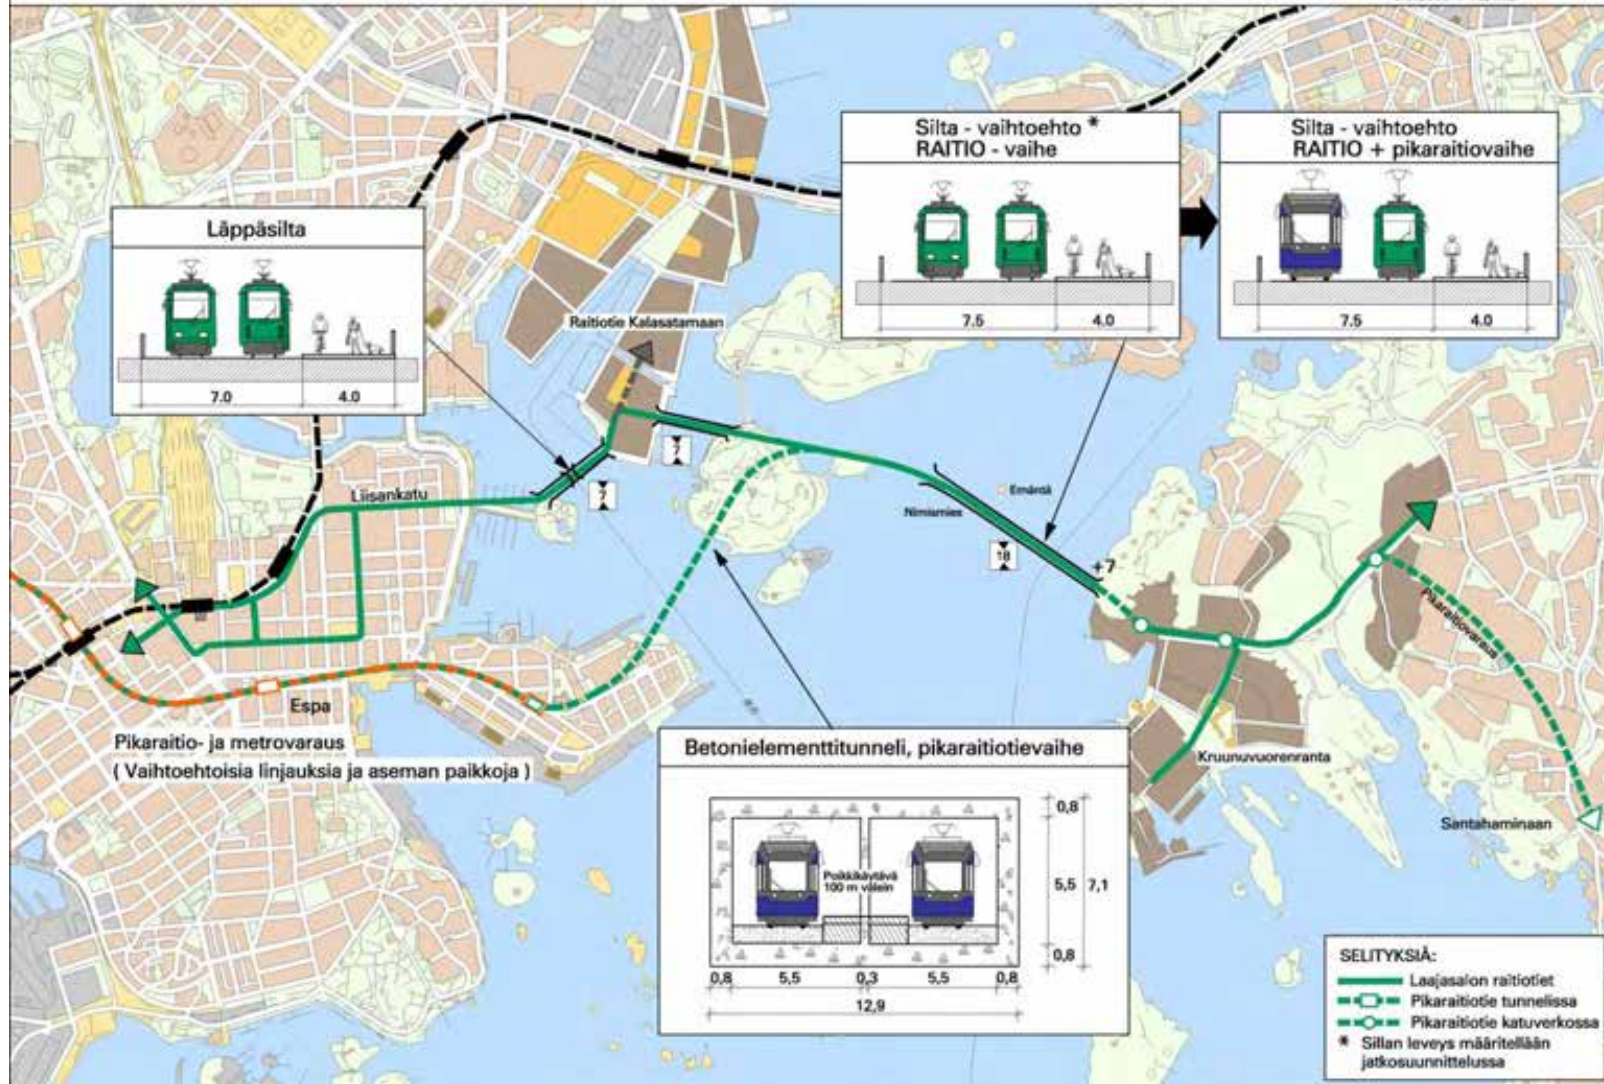 Silta - vaihtoehto *
RAITIO - vaihe
Silta - vaihtoehto
RAITIO + pikaraitiovaihe
7.5
4.0
7.5
4.0
Läppäsilta
7.0
4.0
Raitiotie Kalasatamaan
7
7
Liisankatu
Emäntä
Nimismies
18
+7
Pikaraitiovaraus
Espa
Pikaraitio- ja metrovaraus
( Vaihtoehtoisia linjauksia ja aseman paikkoja )
Kruunuvuorenranta
Santahaminaan
Betonielementtitunneli, pikaraitiotievaihe
Poikkikäytävä
100 m välein
0,8
5,5
7,1
0,8
0,8
5,5
0,3
5,5
0,8
12,9
SELITYKSIÄ:
Laajasalon raitiotiet
Pikaraitiotie tunnelissa
Pikaraitiotie katuverkossa
* Sillan leveys määritellään
jatkosuunnittelussa